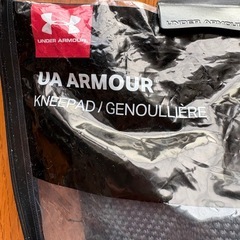 UNDER ARMOUR
UNDER ARMOUR
UA ARMOUR
KNEEPAD / GENOUILLÈRE